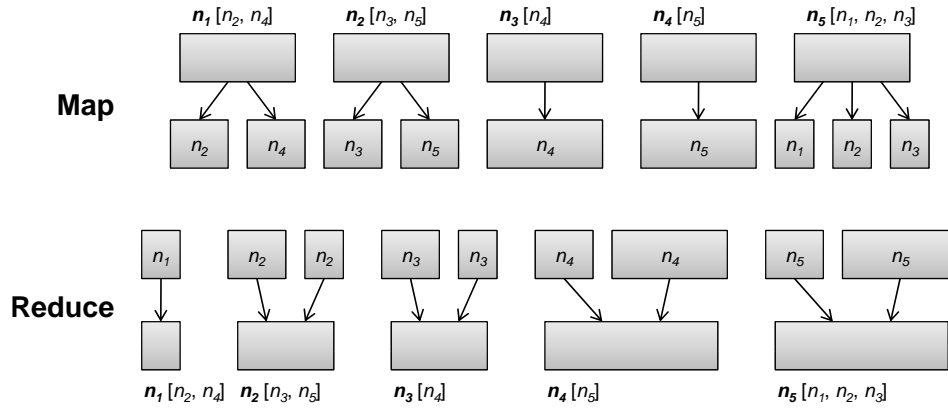 n₁ [n₂, n₄] n₂ [n₃, n₅] n₃ [n₄] n₄ [n₅] n₅ [n₁, n₂, n₃]
Map
n₂ n₄ n₃ n₅ n₄ n₅ n₁ n₂ n₃
n₁ n₂ n₂ n₃ n₃ n₄ n₄ n₅ n₅
Reduce
n₁ [n₂, n₄] n₂ [n₃, n₅] n₃ [n₄] n₄ [n₅] n₅ [n₁, n₂, n₃]